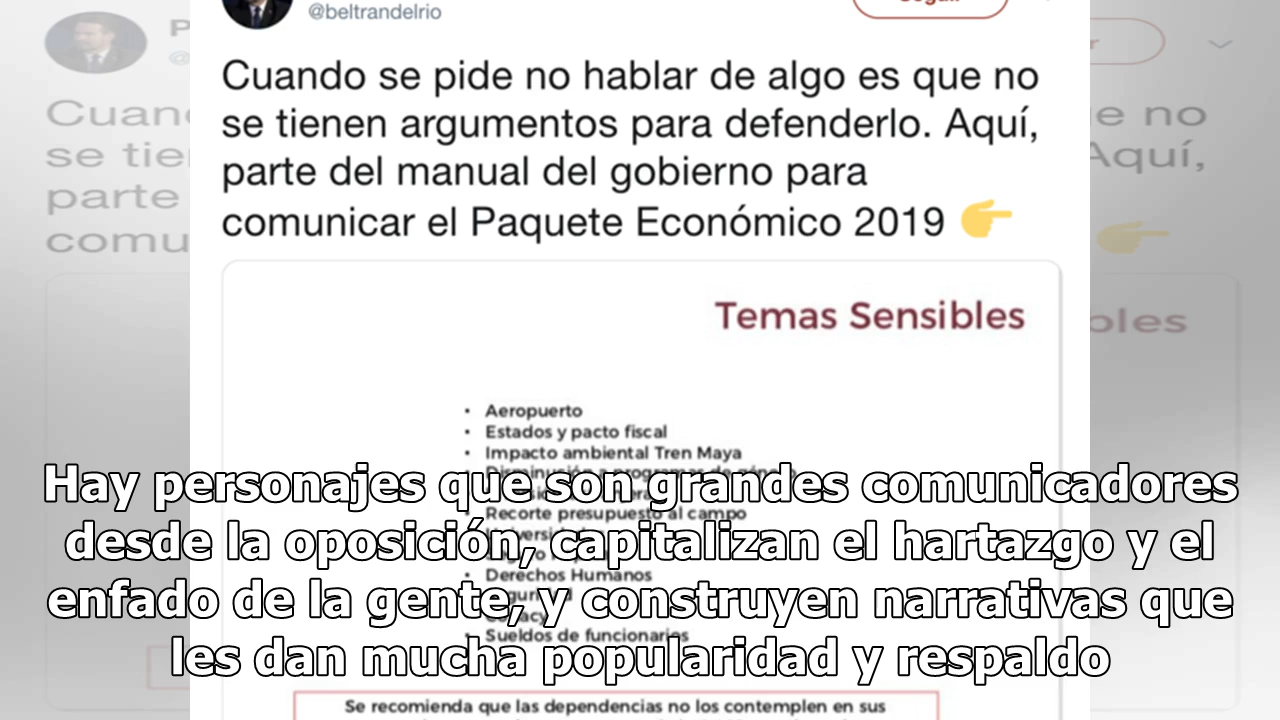 @beltrandelrio
Cuando se pide no hablar de algo es que no
se tienen argumentos para defenderlo. Aquí,
parte del manual del gobierno para
comunicar el Paquete Económico 2019 👉
Temas Sensibles
• Aeropuerto
• Estados y pacto fiscal
• Impacto ambiental Tren Maya
• Recorte presupuesto al campo
• Derechos Humanos
• Sueldos de funcionarios
Hay personajes que son grandes comunicadores
desde la oposición, capitalizan el hartazgo y el
enfado de la gente, y construyen narrativas que
les dan mucha popularidad y respaldo
Se recomienda que las dependencias no los contemplen en sus